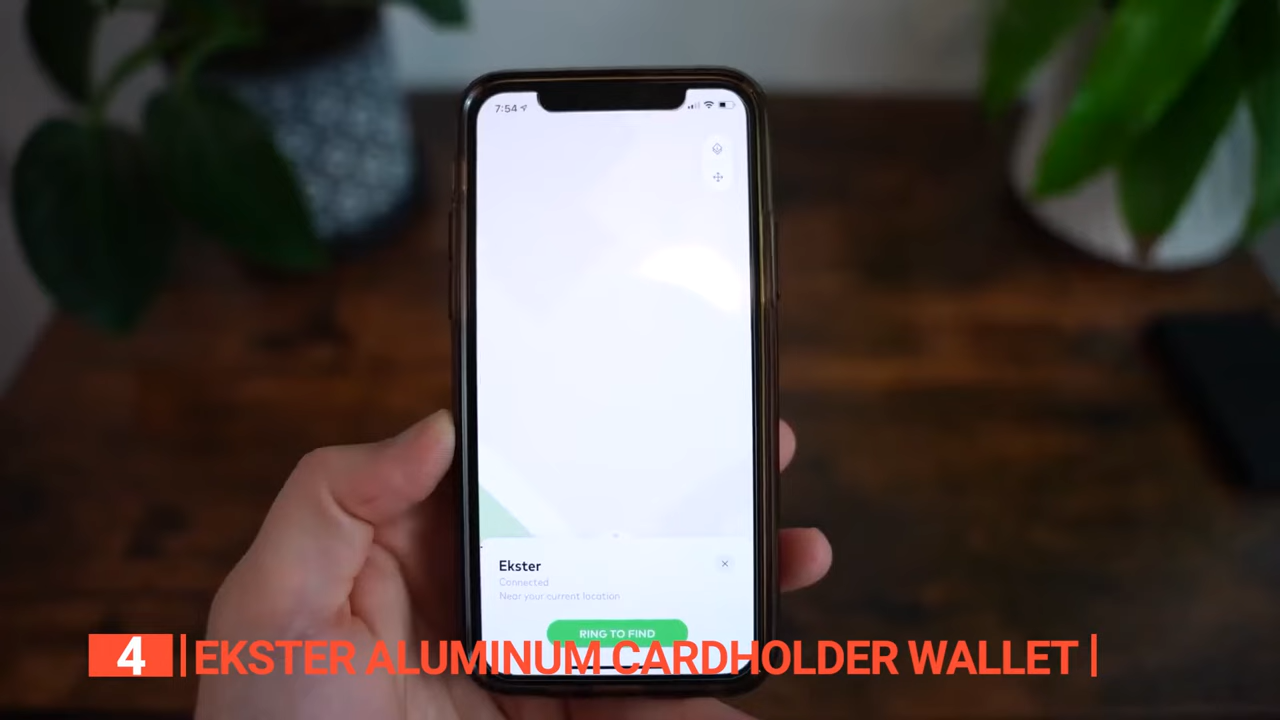 7:54
Ekster
Connected
Near your current location
RING TO FIND
4 EKSTER ALUMINUM CARDHOLDER WALLET